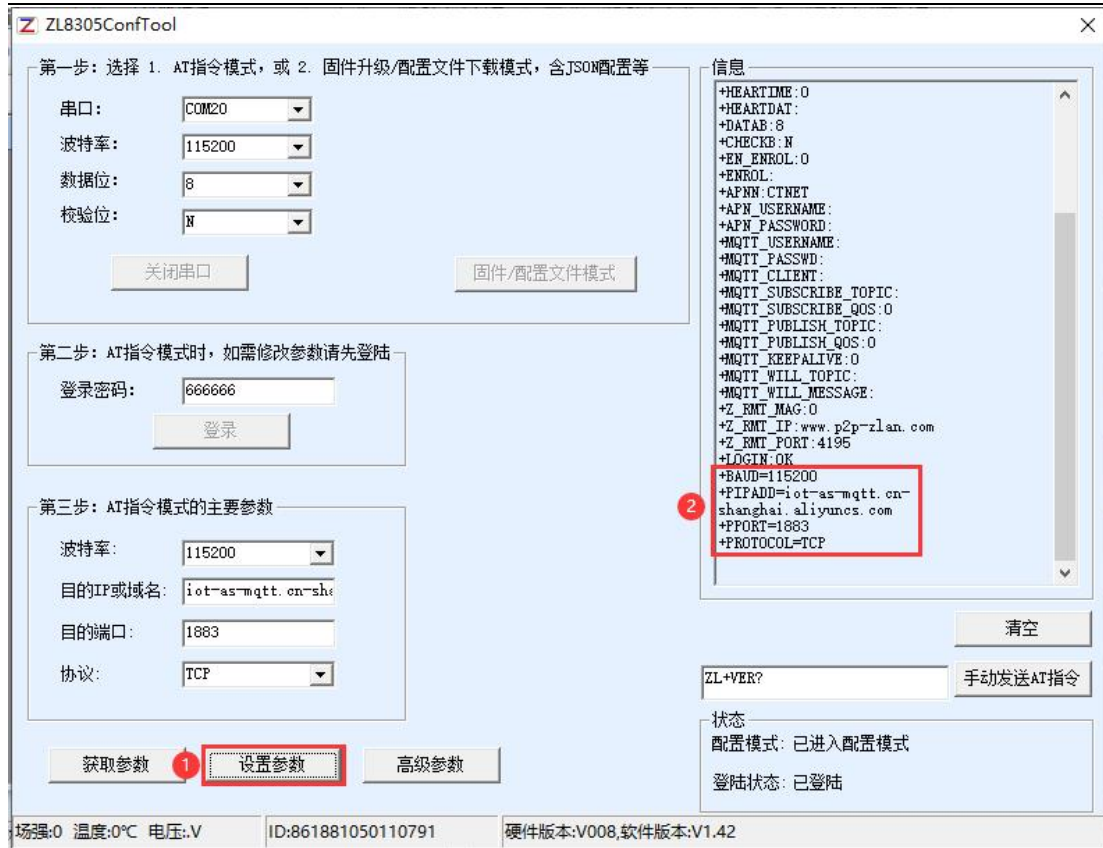 ZL8305ConfTool
第一步：选择 1. AT指令模式，或 2. 固件升级/配置文件下载模式，含JSON配置等
串口： COM20
波特率： 115200
数据位： 8
校验位： N
关闭串口 固件/配置文件模式
第二步：AT指令模式时，如需修改参数请先登陆
登录密码： 666666
登录
第三步：AT指令模式的主要参数
波特率： 115200
目的IP或域名： iot-as-mqtt.cn-sha
目的端口： 1883
协议： TCP
获取参数 1 设置参数 高级参数
信息
+HEARTIME:0
+HEARTDAT:
+DATAB:8
+CHECKB:N
+EN_ENROL:0
+ENROL:
+APNN:CTNET
+APN_USERNAME:
+APN_PASSWORD:
+MQTT_USERNAME:
+MQTT_PASSWD:
+MQTT_CLIENT:
+MQTT_SUBSCRIBE_TOPIC:
+MQTT_SUBSCRIBE_QOS:0
+MQTT_PUBLISH_TOPIC:
+MQTT_PUBLISH_QOS:0
+MQTT_KEEPALIVE:0
+MQTT_WILL_TOPIC:
+MQTT_WILL_MESSAGE:
+Z_RMT_MAG:0
+Z_RMT_IP:www.p2p-zlan.com
+Z_RMT_PORT:4195
+LOGIN:OK
+BAUD=115200
2 +PIPADD=iot-as-mqtt.cn-
shanghai.aliyuncs.com
+PPORT=1883
+PROTOCOL=TCP
清空
ZL+VER? 手动发送AT指令
状态
配置模式：已进入配置模式
登陆状态：已登陆
场强:0 温度:0℃ 电压:.V ID:861881050110791 硬件版本:V008,软件版本:V1.42